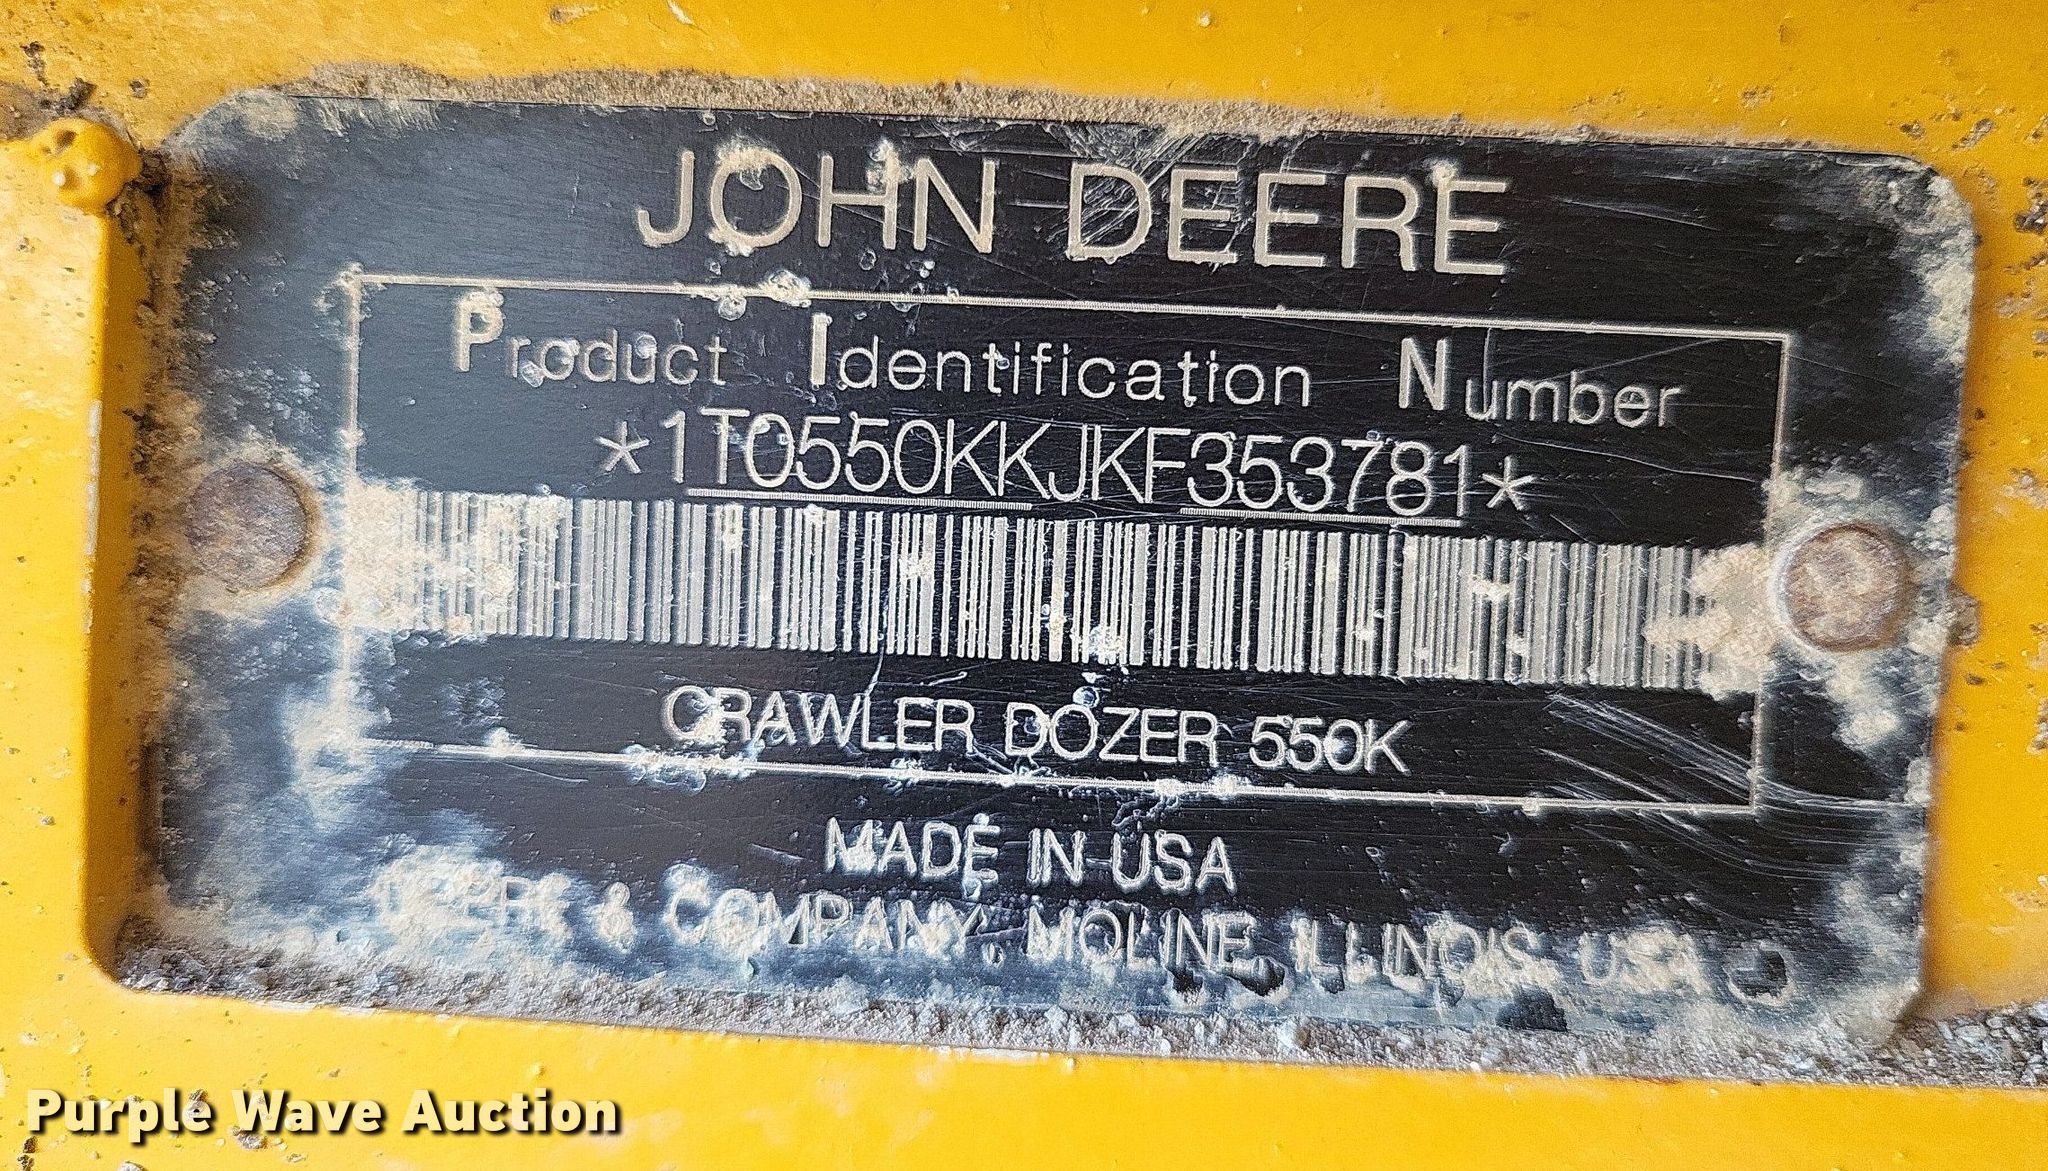 JOHN DEERE
Product Identification Number
*1T0550KKJKF353781*
CRAWLER DOZER 550K
MADE IN USA
DEERE & COMPANY, MOLINE, ILLINOIS, USA
Purple Wave Auction